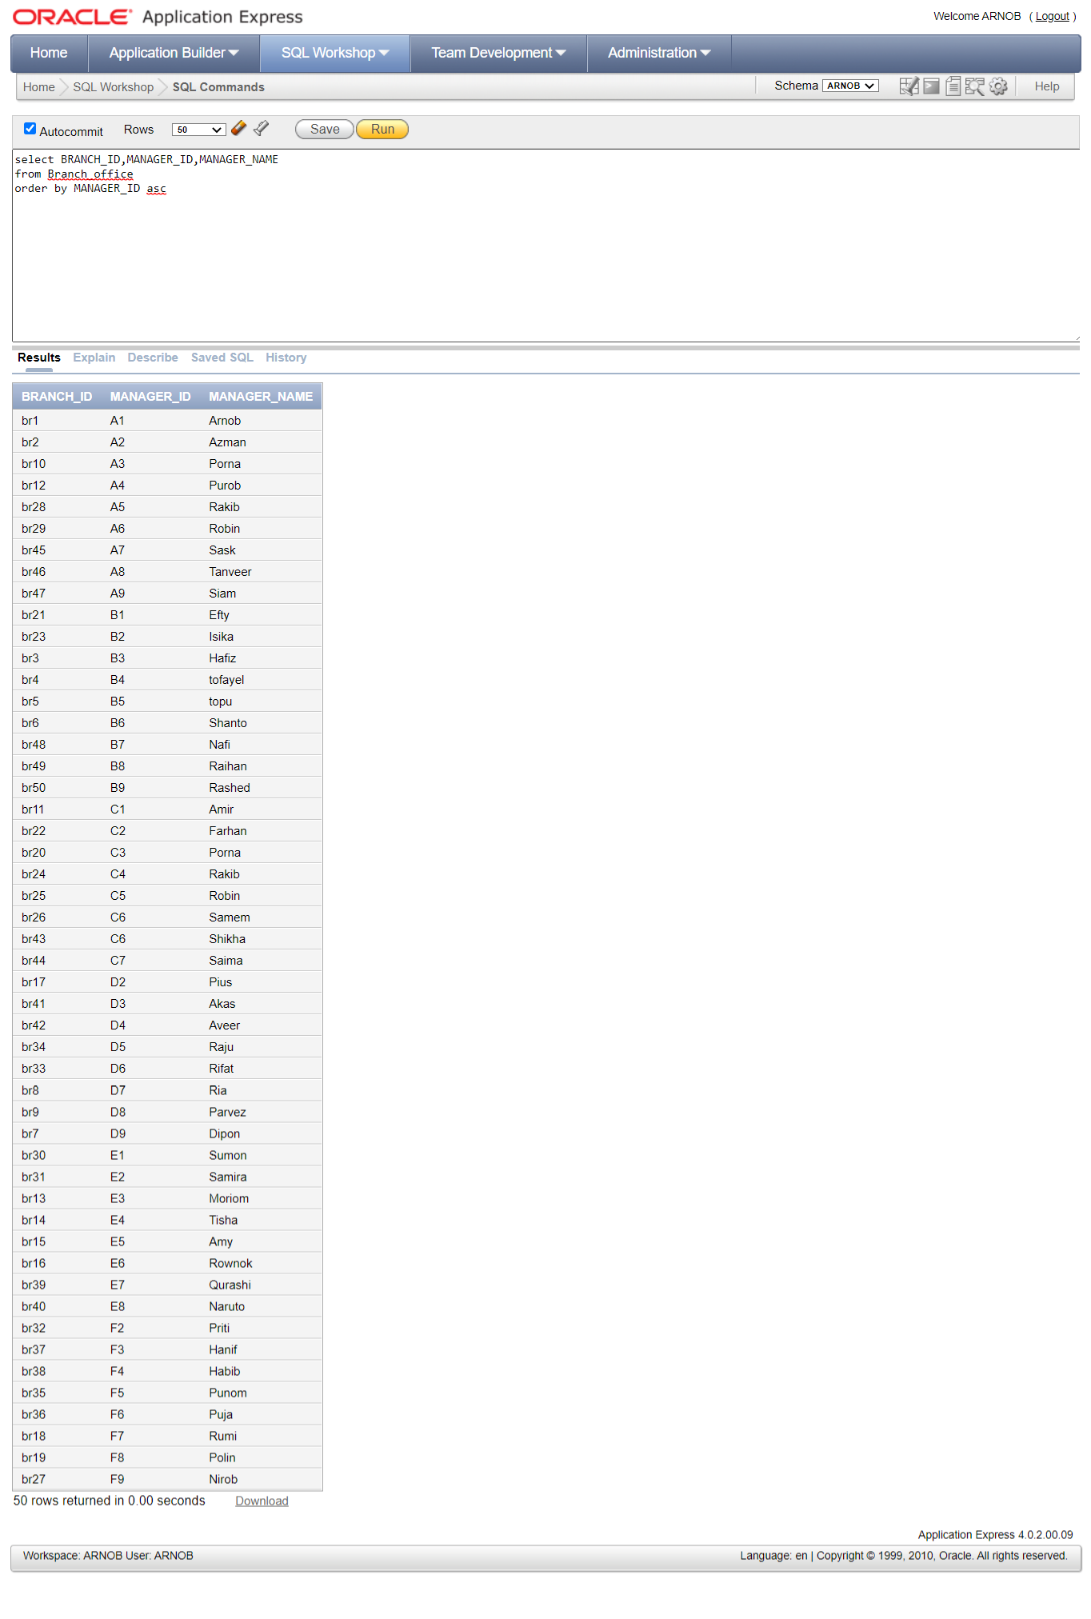 ORACLE® Application Express
Welcome ARNOB ( Logout )
Home Application Builder SQL Workshop Team Development Administration
Home SQL Workshop SQL Commands Schema ARNOB Help
Autocommit Rows 50 Save Run
select BRANCH_ID,MANAGER_ID,MANAGER_NAME
from Branch_office
order by MANAGER_ID asc
Results Explain Describe Saved SQL History
BRANCH_ID MANAGER_ID MANAGER_NAME
br1 A1 Arnob
br2 A2 Azman
br10 A3 Porna
br12 A4 Purob
br28 A5 Rakib
br29 A6 Robin
br45 A7 Sask
br46 A8 Tanveer
br47 A9 Siam
br21 B1 Efty
br23 B2 Isika
br3 B3 Hafiz
br4 B4 tofayel
br5 B5 topu
br6 B6 Shanto
br48 B7 Nafi
br49 B8 Raihan
br50 B9 Rashed
br11 C1 Amir
br22 C2 Farhan
br20 C3 Porna
br24 C4 Rakib
br25 C5 Robin
br26 C6 Samem
br43 C6 Shikha
br44 C7 Saima
br17 D2 Pius
br41 D3 Akas
br42 D4 Aveer
br34 D5 Raju
br33 D6 Rifat
br8 D7 Ria
br9 D8 Parvez
br7 D9 Dipon
br30 E1 Sumon
br31 E2 Samira
br13 E3 Moriom
br14 E4 Tisha
br15 E5 Amy
br16 E6 Rownok
br39 E7 Qurashi
br40 E8 Naruto
br32 F2 Priti
br37 F3 Hanif
br38 F4 Habib
br35 F5 Punom
br36 F6 Puja
br18 F7 Rumi
br19 F8 Polin
br27 F9 Nirob
50 rows returned in 0.00 seconds Download
Application Express 4.0.2.00.09
Workspace: ARNOB User: ARNOB Language: en | Copyright © 1999, 2010, Oracle. All rights reserved.